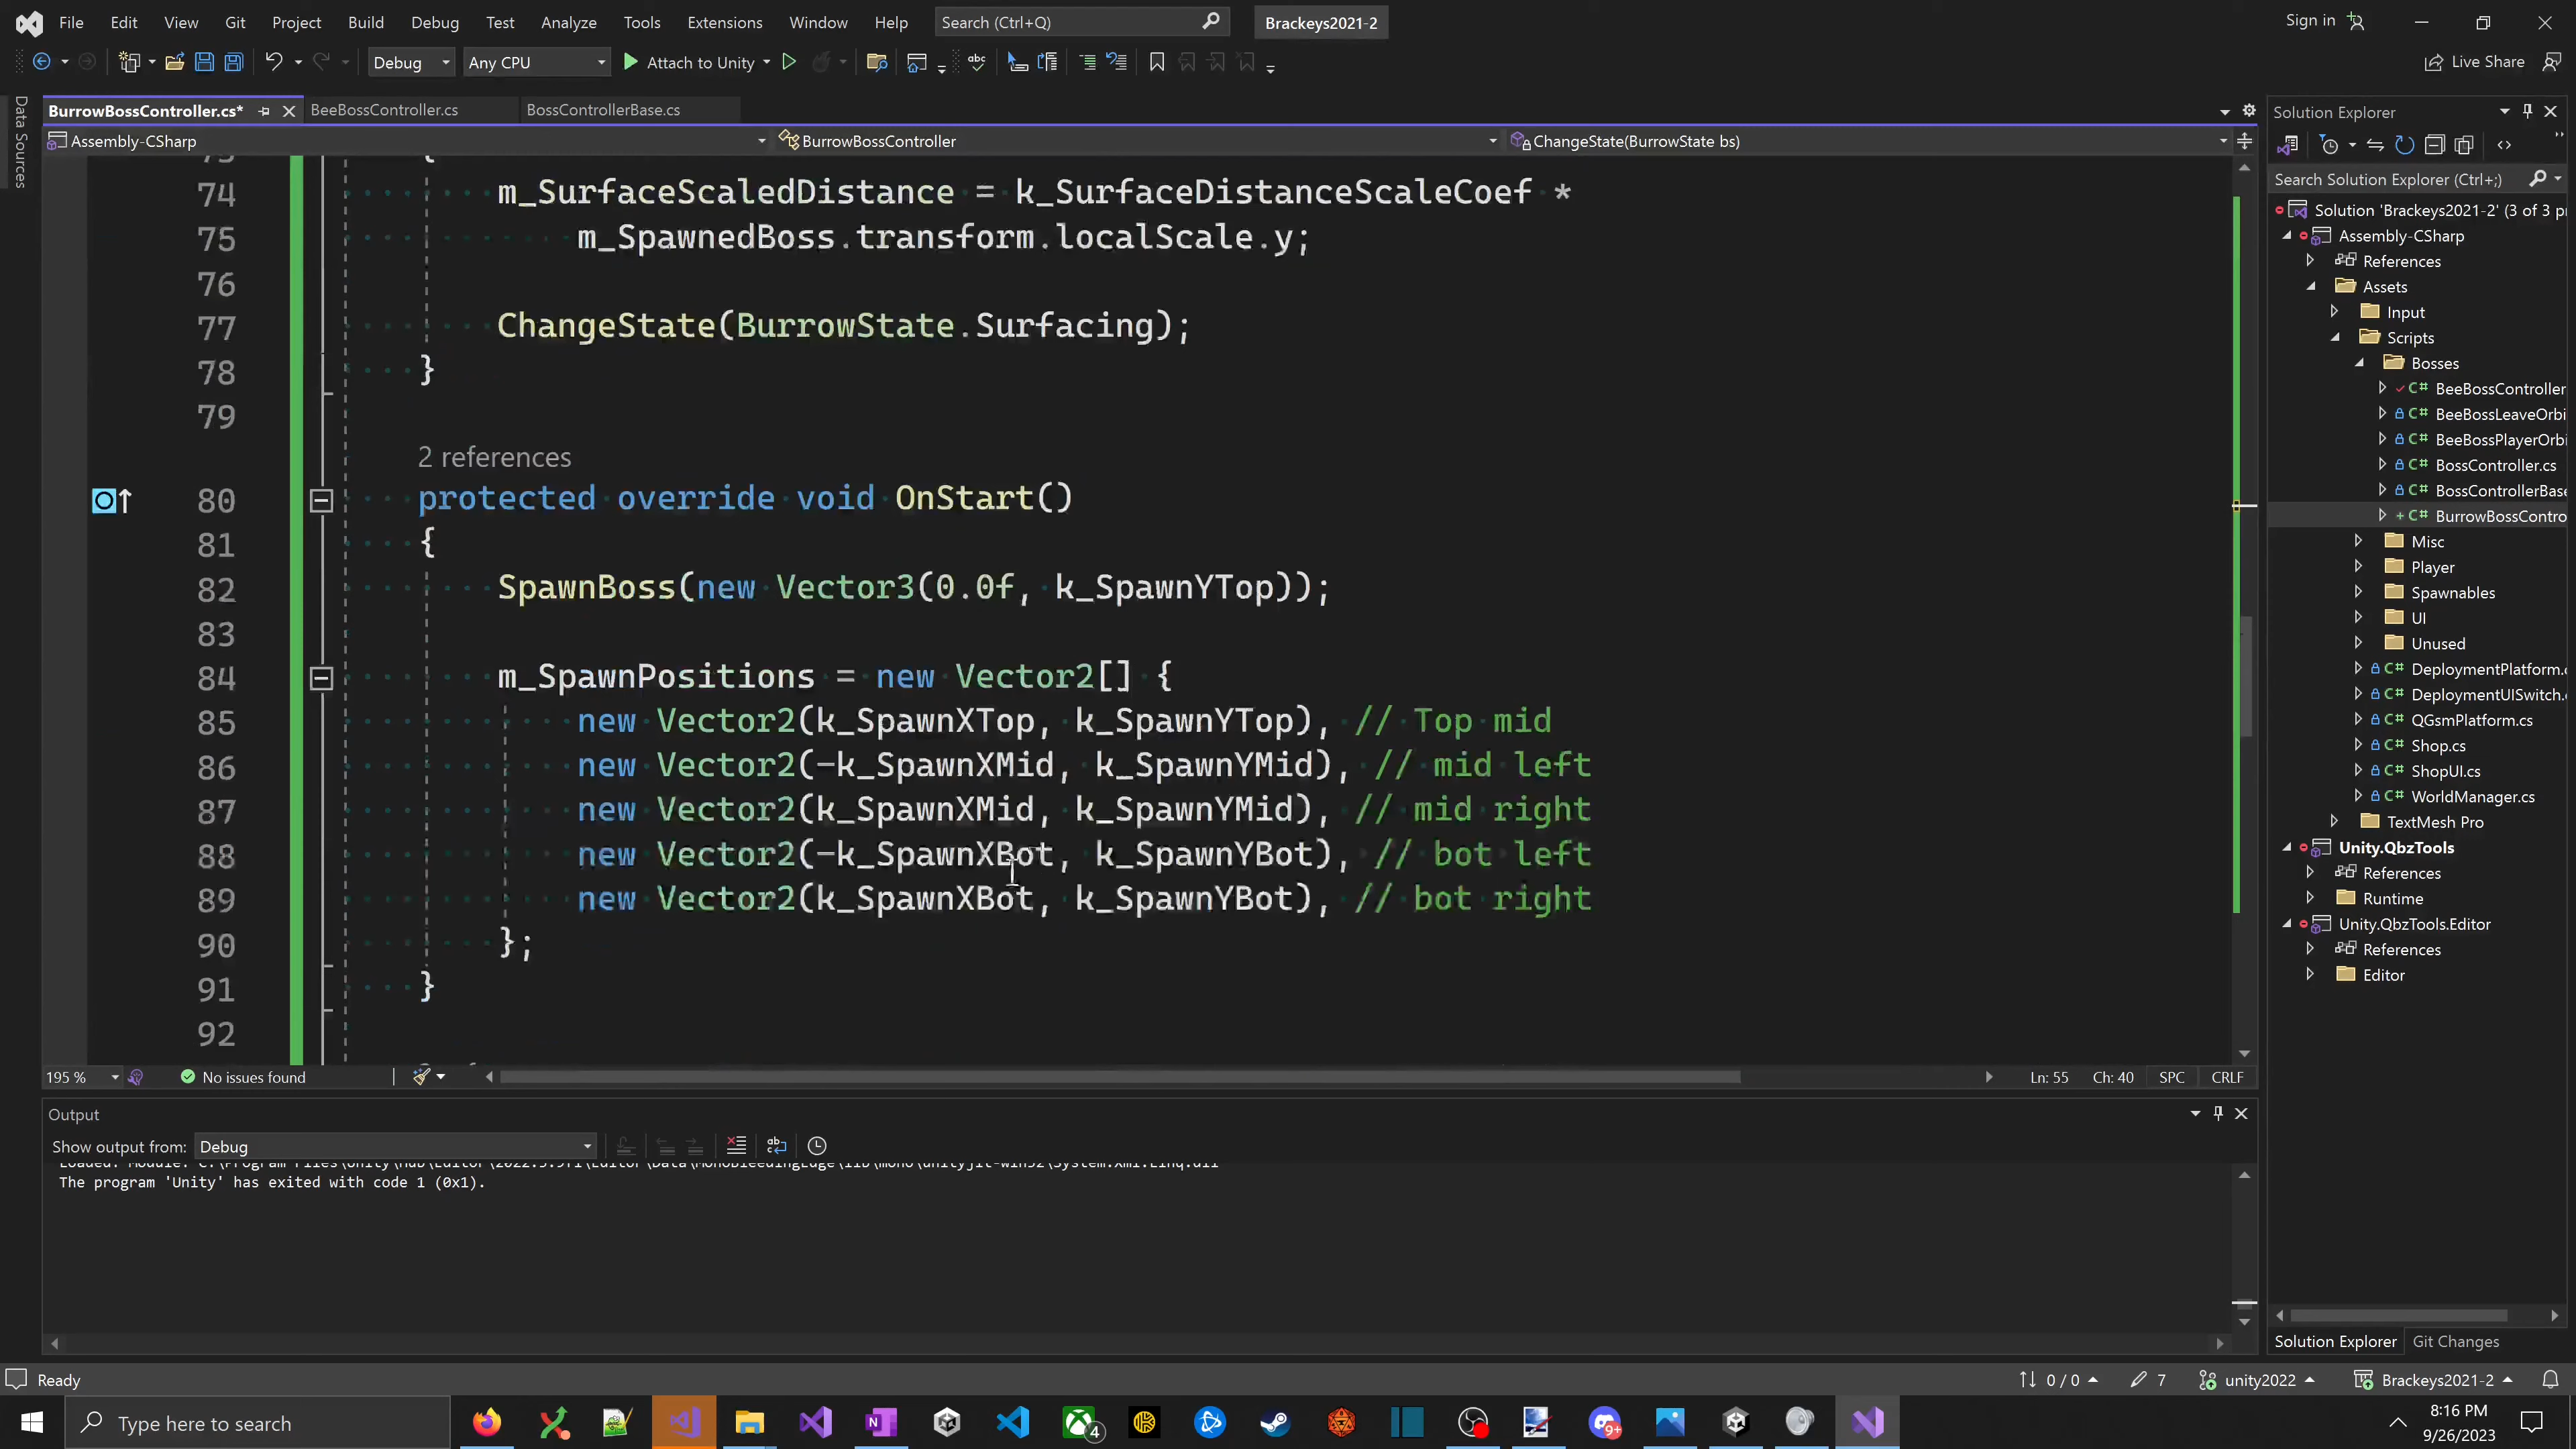 File Edit View Git Project Build Debug Test Analyze Tools Extensions Window Help Search (Ctrl+Q) Brackeys2021-2 Sign in
Debug Any CPU Attach to Unity Live Share
Data Sources
BurrowBossController.cs* BeeBossController.cs BossControllerBase.cs
Assembly-CSharp BurrowBossController ChangeState(BurrowState bs)
74 m_SurfaceScaledDistance = k_SurfaceDistanceScaleCoef *
75 m_SpawnedBoss.transform.localScale.y;
76
77 ChangeState(BurrowState.Surfacing);
78 }
79
2 references
80 protected override void OnStart()
81 {
82 SpawnBoss(new Vector3(0.0f, k_SpawnYTop));
83
84 m_SpawnPositions = new Vector2[] {
85 new Vector2(k_SpawnXTop, k_SpawnYTop), // Top mid
86 new Vector2(-k_SpawnXMid, k_SpawnYMid), // mid left
87 new Vector2(k_SpawnXMid, k_SpawnYMid), // mid right
88 new Vector2(-k_SpawnXBot, k_SpawnYBot), // bot left
89 new Vector2(k_SpawnXBot, k_SpawnYBot), // bot right
90 };
91 }
92
195 % No issues found Ln: 55 Ch: 40 SPC CRLF
Output
Show output from: Debug
The program 'Unity' has exited with code 1 (0x1).
Solution Explorer
Search Solution Explorer (Ctrl+;)
Solution 'Brackeys2021-2' (3 of 3 p
Assembly-CSharp
References
Assets
Input
Scripts
Bosses
C# BeeBossController
C# BeeBossLeaveOrbi
C# BeeBossPlayerOrbi
C# BossController.cs
C# BossControllerBase
C# BurrowBossContro
Misc
Player
Spawnables
UI
Unused
C# DeploymentPlatform.c
C# DeploymentUISwitch.c
C# QGsmPlatform.cs
C# Shop.cs
C# ShopUI.cs
C# WorldManager.cs
TextMesh Pro
Unity.QbzTools
References
Runtime
Unity.QbzTools.Editor
References
Editor
Solution Explorer Git Changes
Ready 0 / 0 7 unity2022 Brackeys2021-2
Type here to search 4 9+ 8:16 PM
9/26/2023